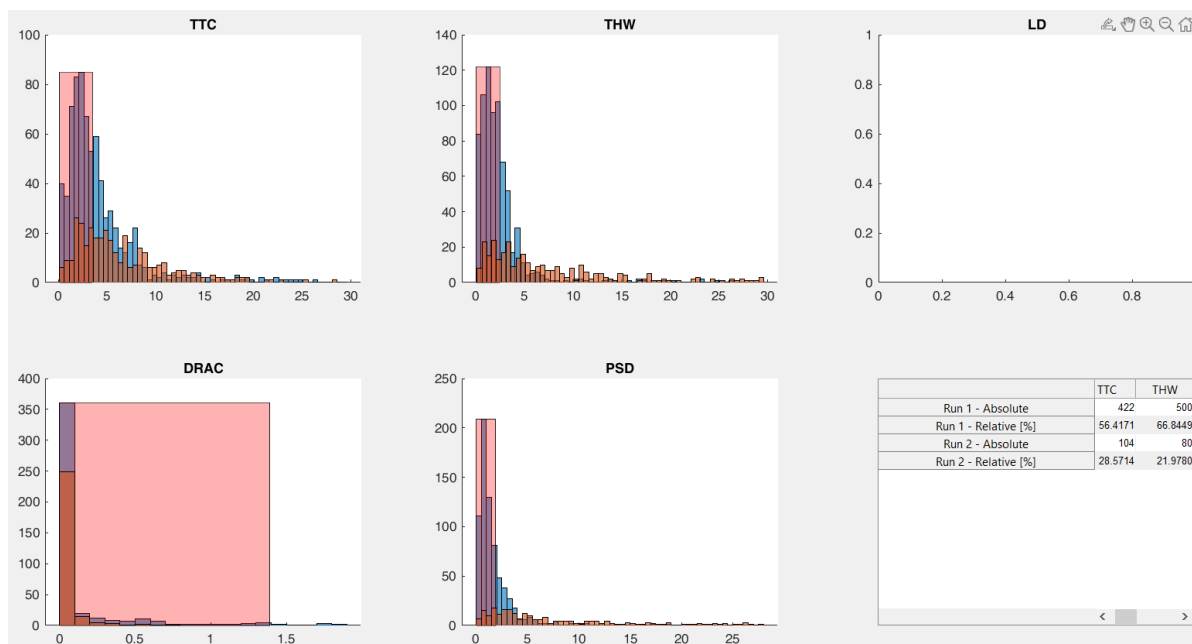 TTC
100
80
60
40
20
0
0 5 10 15 20 25 30
THW
140
120
100
80
60
40
20
0
0 5 10 15 20 25 30
LD
1
0.8
0.6
0.4
0.2
0
0 0.2 0.4 0.6 0.8
DRAC
400
350
300
250
200
150
100
50
0
0 0.5 1 1.5
PSD
250
200
150
100
50
0
0 5 10 15 20 25
TTC THW
Run 1 - Absolute 422 500
Run 1 - Relative [%] 56.4171 66.8449
Run 2 - Absolute 104 80
Run 2 - Relative [%] 28.5714 21.9780